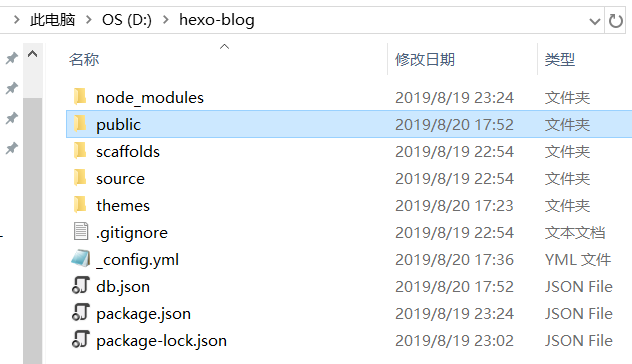 此电脑 > OS (D:) > hexo-blog
名称 修改日期 类型
node_modules 2019/8/19 23:24 文件夹
public 2019/8/20 17:52 文件夹
scaffolds 2019/8/19 22:54 文件夹
source 2019/8/19 22:54 文件夹
themes 2019/8/20 17:23 文件夹
.gitignore 2019/8/19 22:54 文本文档
_config.yml 2019/8/20 17:36 YML 文件
db.json 2019/8/20 17:52 JSON File
package.json 2019/8/19 23:24 JSON File
package-lock.json 2019/8/19 23:02 JSON File